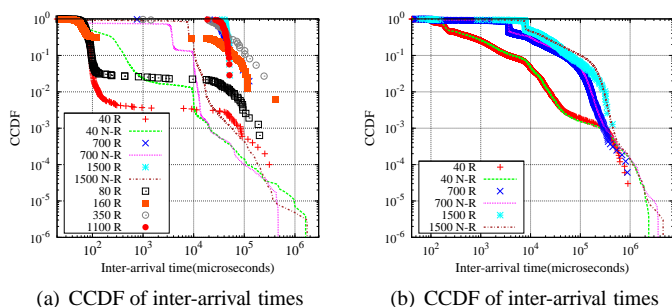 10^0
10^-1
10^-2
10^-3
10^-4
10^-5
10^-6
CCDF
40 R
40 N-R
700 R
700 N-R
1500 R
1500 N-R
80 R
160 R
350 R
1100 R
10^2 10^3 10^4 10^5 10^6
Inter-arrival time(microseconds)
(a) CCDF of inter-arrival times
10^0
10^-1
10^-2
10^-3
10^-4
10^-5
10^-6
CCDF
40 R
40 N-R
700 R
700 N-R
1500 R
1500 N-R
10^2 10^3 10^4 10^5 10^6
Inter-arrival time(microseconds)
(b) CCDF of inter-arrival times